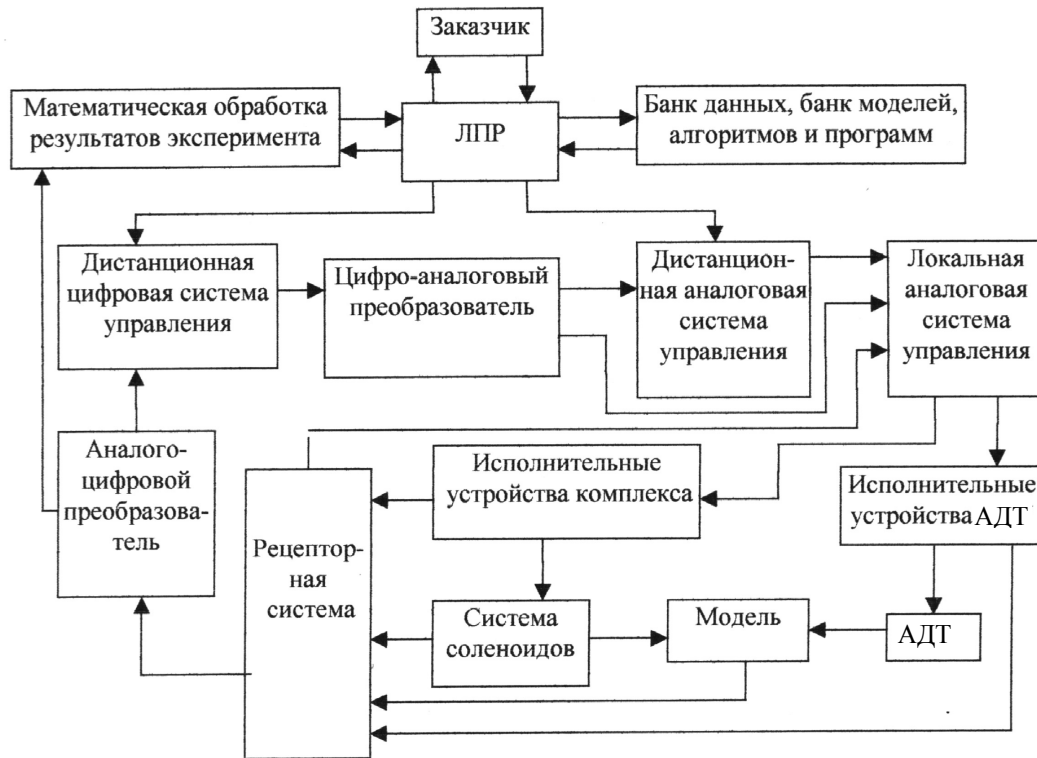 Заказчик
Математическая обработка
результатов эксперимента
ЛПР
Банк данных, банк моделей,
алгоритмов и программ
Дистанционная
цифровая система
управления
Цифро-аналоговый
преобразователь
Дистанцион-
ная аналоговая
система
управления
Локальная
аналоговая
система
управления
Аналого-
цифровой
преобразова-
тель
Рецептор-
ная
система
Исполнительные
устройства комплекса
Исполнительные
устройства АДТ
Система
соленоидов
Модель
АДТ